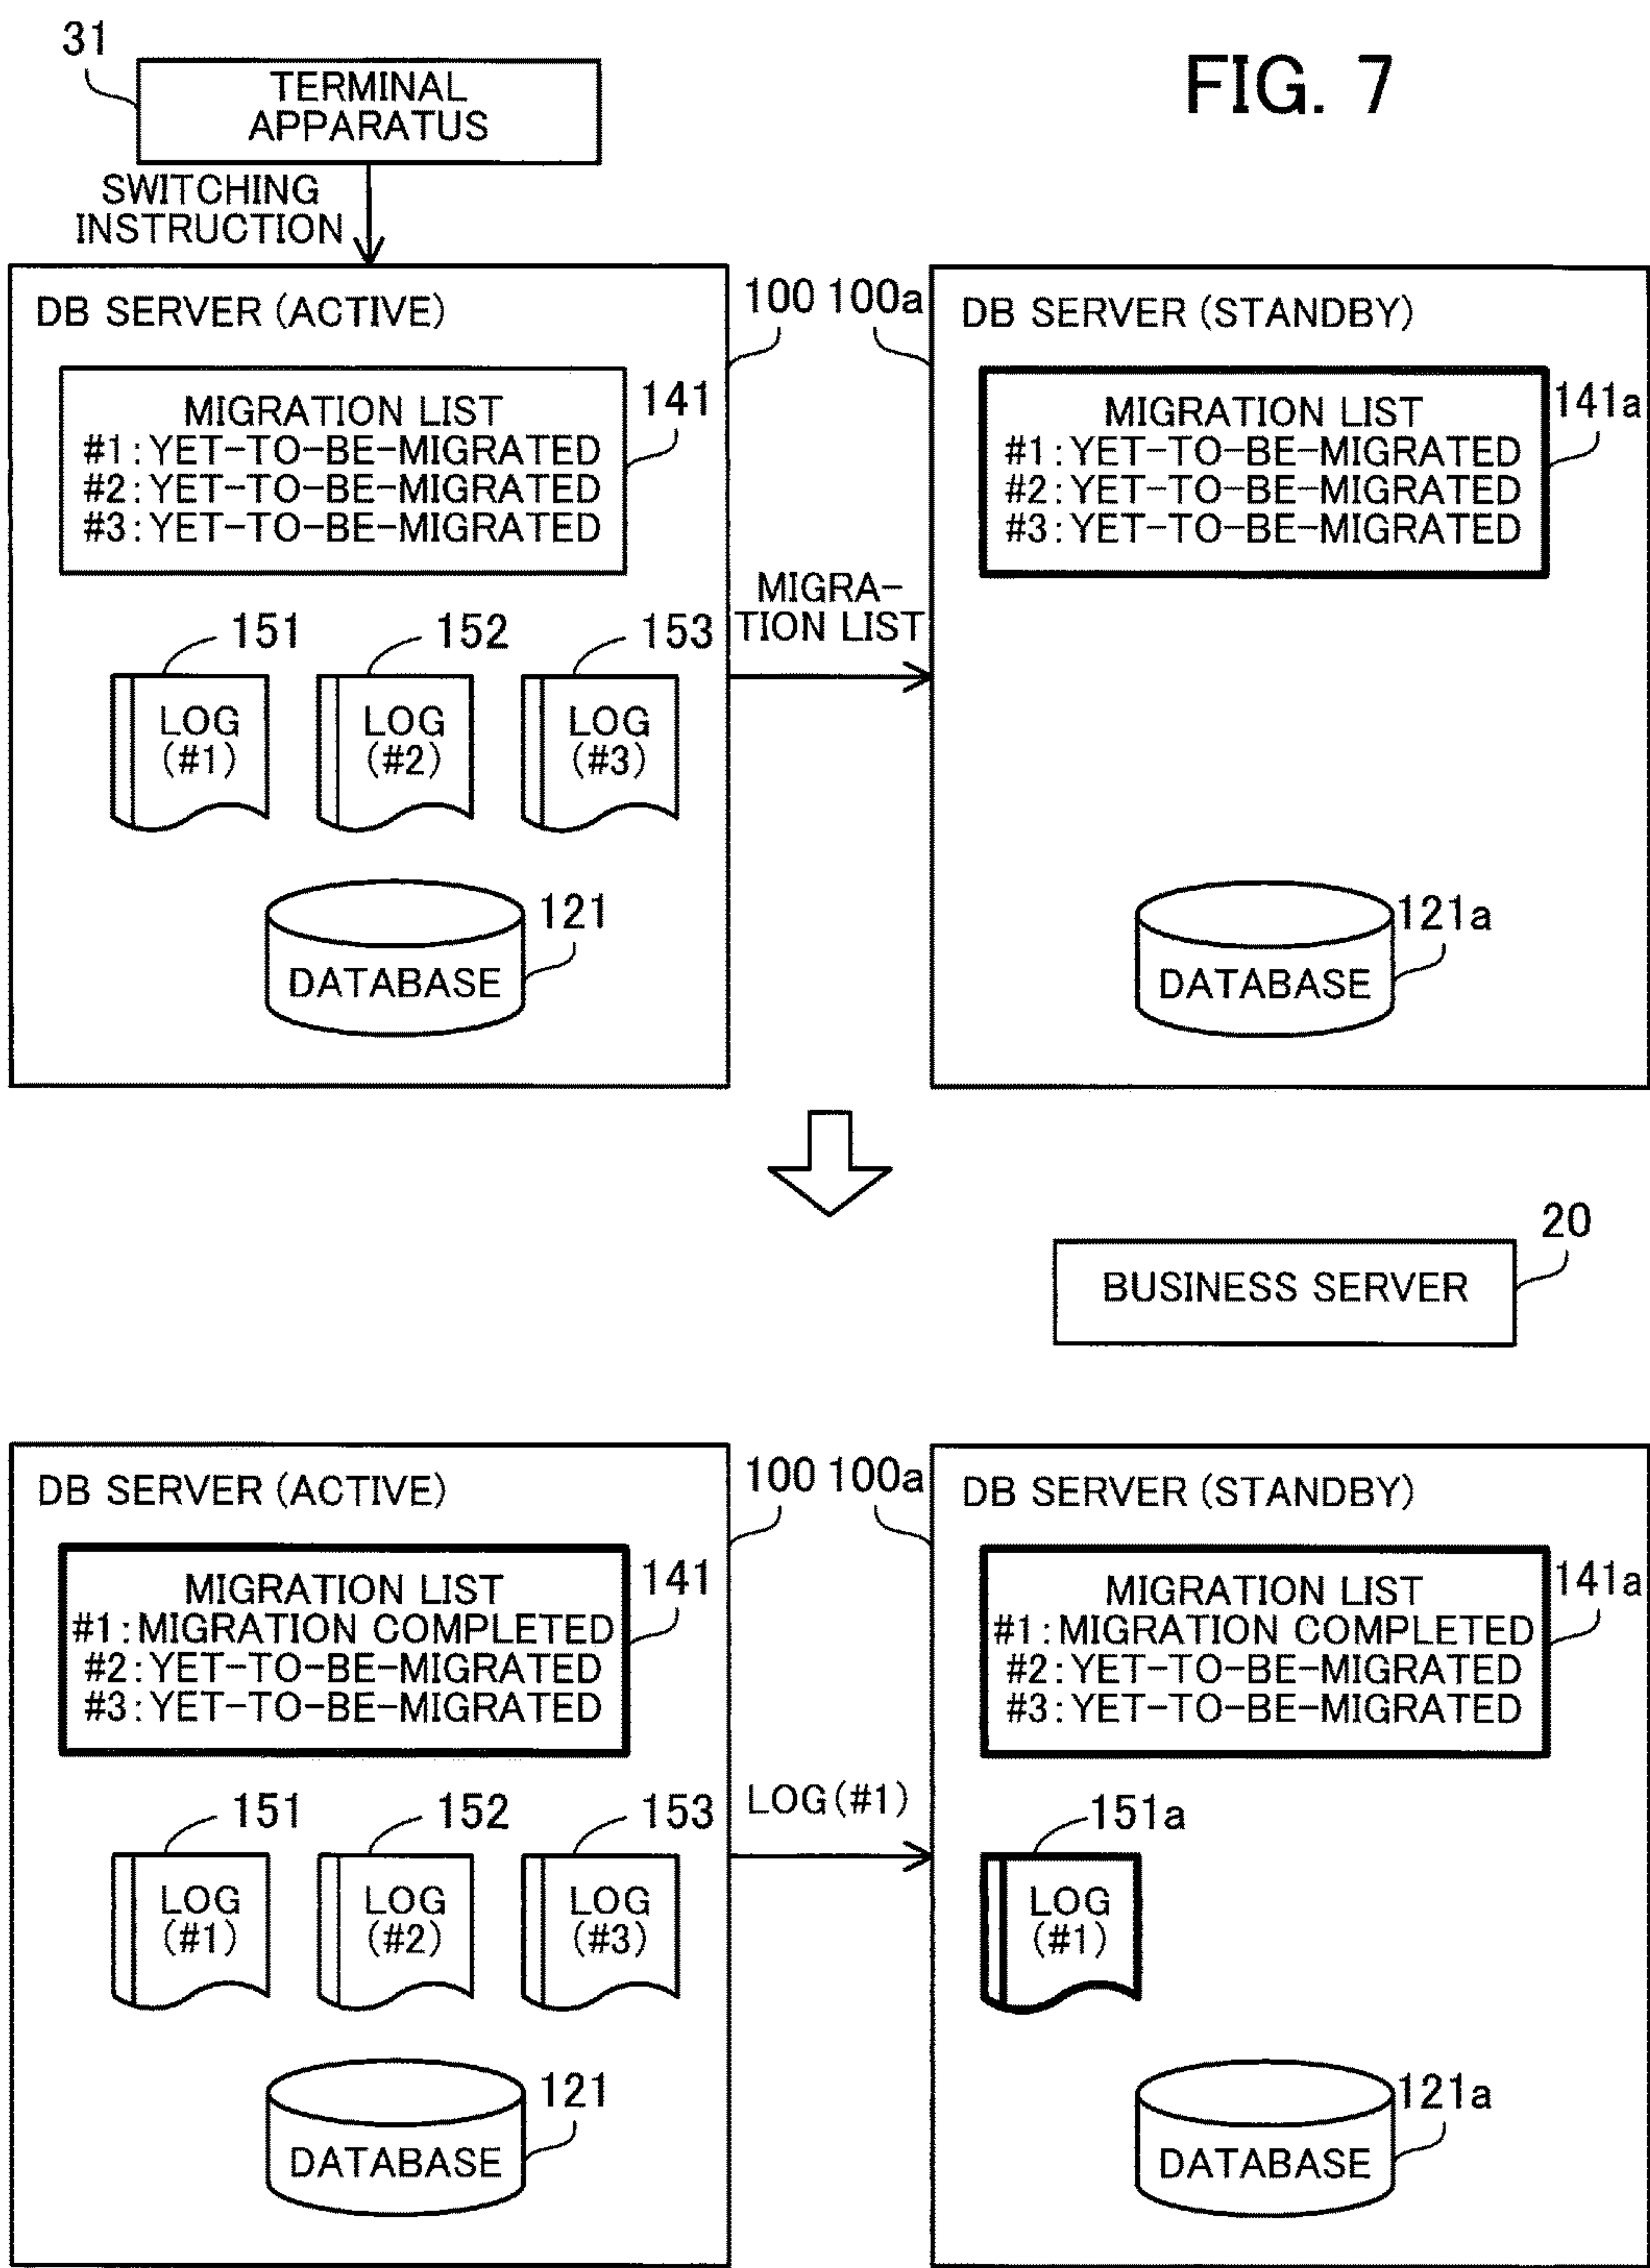 FIG. 7
31
TERMINAL
APPARATUS
SWITCHING
INSTRUCTION
DB SERVER (ACTIVE)
100
MIGRATION LIST
#1:YET-TO-BE-MIGRATED
#2:YET-TO-BE-MIGRATED
#3:YET-TO-BE-MIGRATED
141
151
152
153
LOG
(#1)
LOG
(#2)
LOG
(#3)
121
DATABASE
MIGRA-
TION LIST
100a
DB SERVER (STANDBY)
MIGRATION LIST
#1:YET-TO-BE-MIGRATED
#2:YET-TO-BE-MIGRATED
#3:YET-TO-BE-MIGRATED
141a
121a
DATABASE
20
BUSINESS SERVER
DB SERVER (ACTIVE)
100
MIGRATION LIST
#1:MIGRATION COMPLETED
#2:YET-TO-BE-MIGRATED
#3:YET-TO-BE-MIGRATED
141
151
152
153
LOG
(#1)
LOG
(#2)
LOG
(#3)
121
DATABASE
LOG (#1)
100a
DB SERVER (STANDBY)
MIGRATION LIST
#1:MIGRATION COMPLETED
#2:YET-TO-BE-MIGRATED
#3:YET-TO-BE-MIGRATED
141a
151a
LOG
(#1)
121a
DATABASE